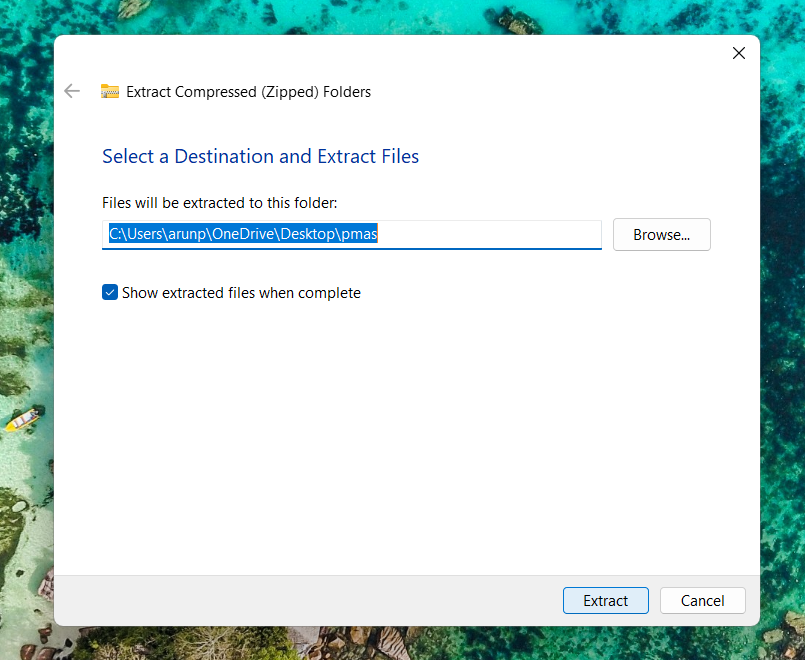 Extract Compressed (Zipped) Folders
Select a Destination and Extract Files
Files will be extracted to this folder:
C:\Users\arunp\OneDrive\Desktop\pmas
Browse...
Show extracted files when complete
Extract
Cancel